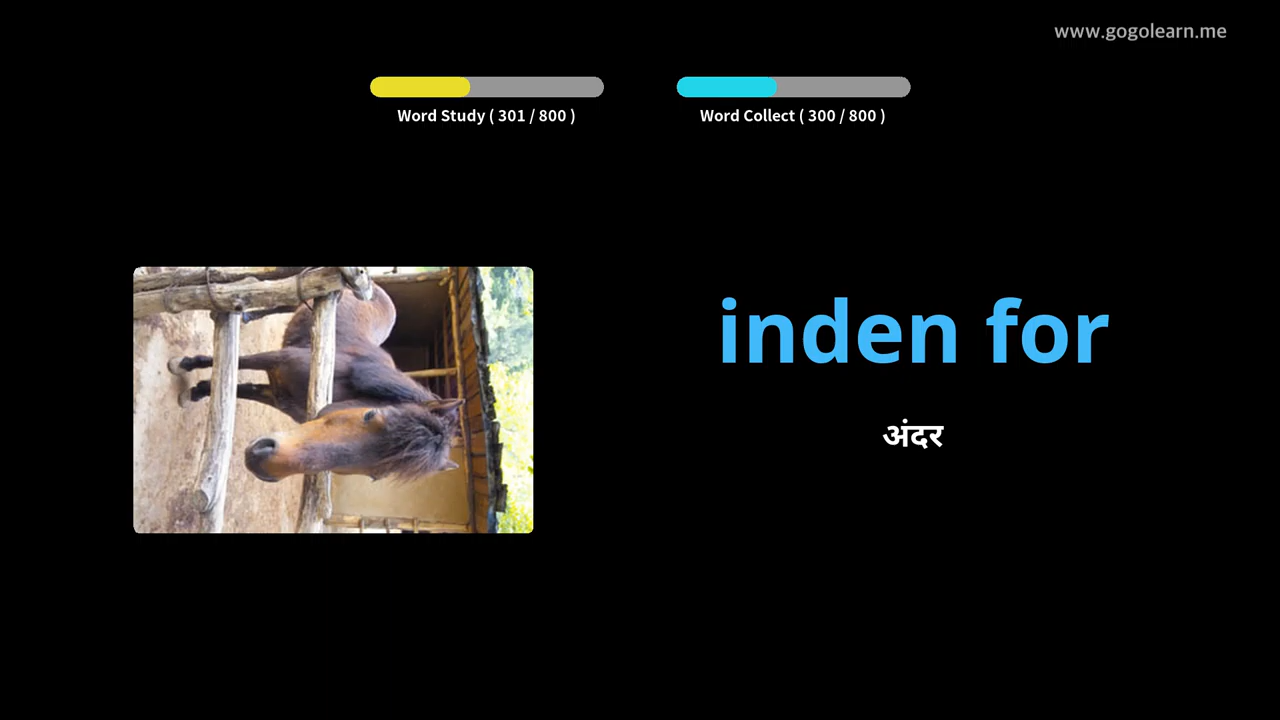 www.gogolearn.me
Word Study ( 301 / 800 )
Word Collect ( 300 / 800 )
inden for
अंदर